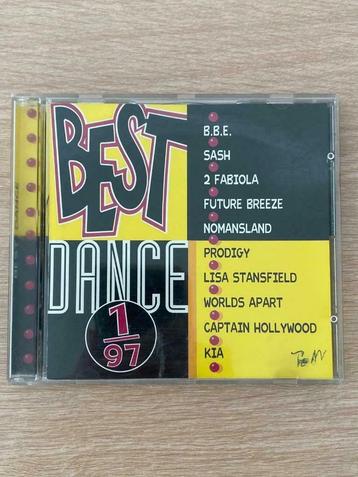 BEST
DANCE
1/97
B.B.E.
SASH
2 FABIOLA
FUTURE BREEZE
NOMANSLAND
PRODIGY
LISA STANSFIELD
WORLDS APART
CAPTAIN HOLLYWOOD
KIA